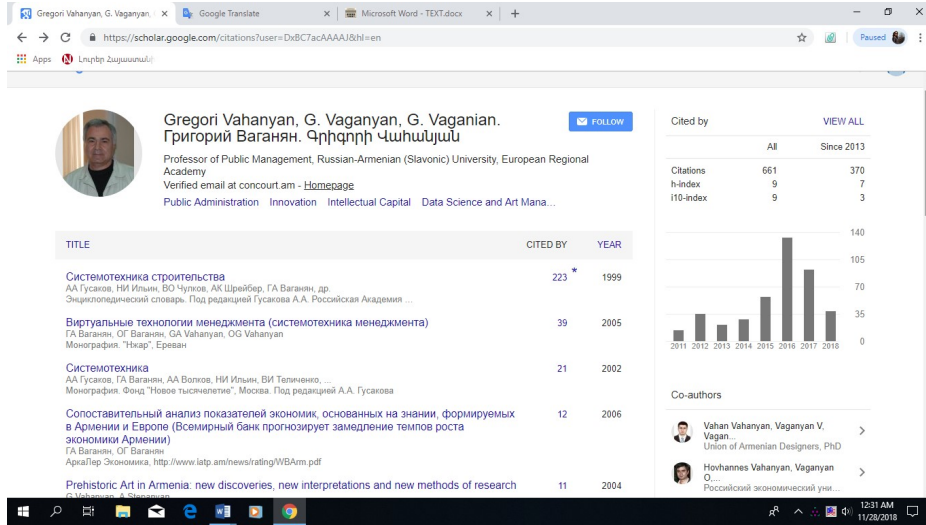 Gregori Vahanyan, G. Vaganyan,
Google Translate
Microsoft Word - TEXT.docx
https://scholar.google.com/citations?user=DxBC7acAAAAJ&hl=en
Paused
Apps
Լուրեր Հայաստան
Gregori Vahanyan, G. Vaganyan, G. Vaganian.
Григорий Ваганян. Գրիգորի Վահանյան
FOLLOW
Professor of Public Management, Russian-Armenian (Slavonic) University, European Regional
Academy
Verified email at concourt.am - Homepage
Public Administration Innovation Intellectual Capital Data Science and Art Mana...
TITLE CITED BY YEAR
Системотехника строительства 223 * 1999
АА Гусаков, НИ Ильин, ВО Чулков, АК Шрейбер, ГА Ваганян, др.
Энциклопедический словарь. Под редакцией Гусакова А.А. Российская Академия ...
Виртуальные технологии менеджмента (системотехника менеджмента) 39 2005
ГА Ваганян, ОГ Ваганян, GA Vahanyan, OG Vahanyan
Монография. "Нжар", Ереван
Системотехника 21 2002
АА Гусаков, ГА Ваганян, АА Волков, НИ Ильин, ВИ Теличенко, ...
Монография. Фонд "Новое тысячелетие", Москва. Под редакцией А.А. Гусакова
Сопоставительный анализ показателей экономик, основанных на знании, формируемых 12 2006
в Армении и Европе (Всемирный банк прогнозирует замедление темпов роста
экономики Армении)
ГА Ваганян, ОГ Ваганян
АркаПер Экономика, http://www.iatp.am/news/rating/WBArm.pdf
Prehistoric Art in Armenia: new discoveries, new interpretations and new methods of research 11 2004
G Vahanyan, A Stepanyan
Cited by VIEW ALL
All Since 2013
Citations 661 370
h-index 9 7
i10-index 9 3
140
105
70
35
0
2011 2012 2013 2014 2015 2016 2017 2018
Co-authors
Vahan Vahanyan, Vaganyan V,
Vagan...
Union of Armenian Designers, PhD
Hovhannes Vahanyan, Vaganyan
O,...
Российский экономический уни...
12:31 AM
11/28/2018